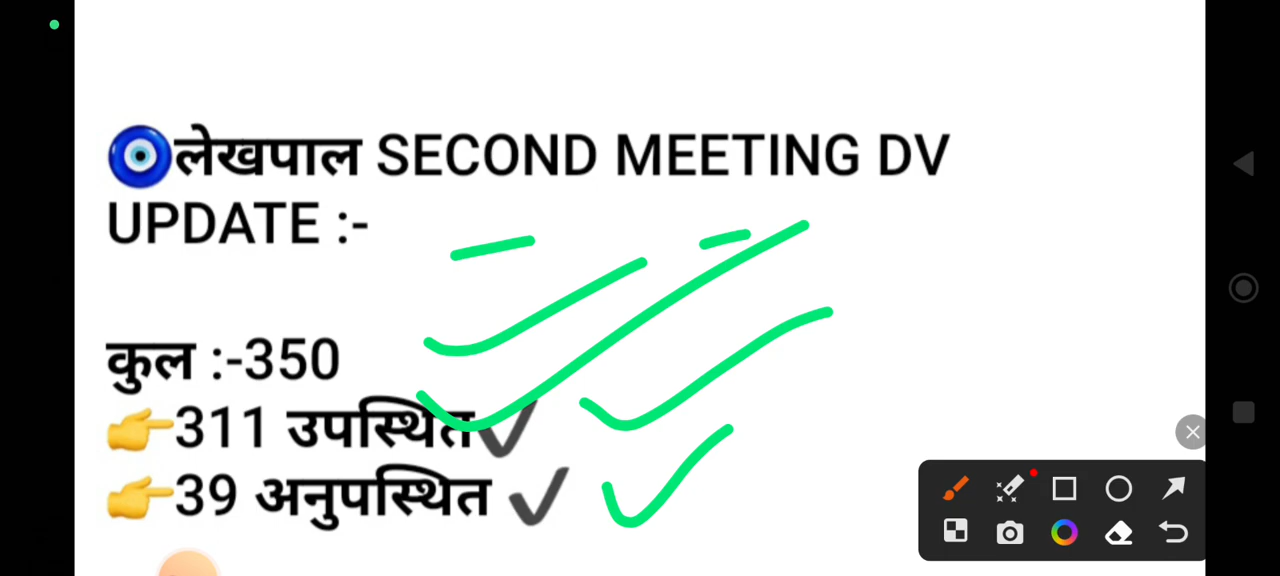 🧿लेखपाल SECOND MEETING DV
UPDATE :-
कुल :-350
👉311 उपस्थित✔
👉39 अनुपस्थित ✔